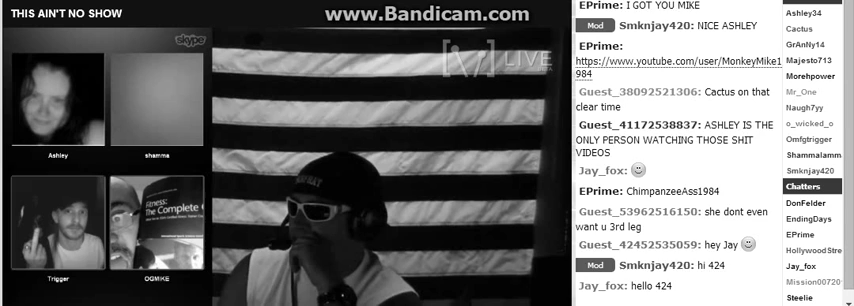 THIS AIN'T NO SHOW
www.Bandicam.com
skype
LIVE
Ashley
shamma
Fitness:
The Complete
Trigger
OGMIKE
EPrime: I GOT YOU MIKE
Mod Smknjay420: NICE ASHLEY
EPrime:
https://www.youtube.com/user/MonkeyMike1
984
Guest_38092521306: Cactus on that
clear time
Guest_41172538837: ASHLEY IS THE
ONLY PERSON WATCHING THOSE SHIT
VIDEOS
Jay_fox:
EPrime: ChimpanzeeAss1984
Guest_53962516150: she dont even
want u 3rd leg
Guest_42452535059: hey Jay
Mod Smknjay420: hi 424
Jay_fox: hello 424
Ashley34
Cactus
GrAnNy14
Majesto713
Morehpower
Mr_One
Naugh7yy
o_wicked_o
Omfgtrigger
Shammalamm
Smknjay420
Chatters
DonFelder
EndingDays
EPrime
HollywoodStre
Jay_fox
Mission00720
Steelie